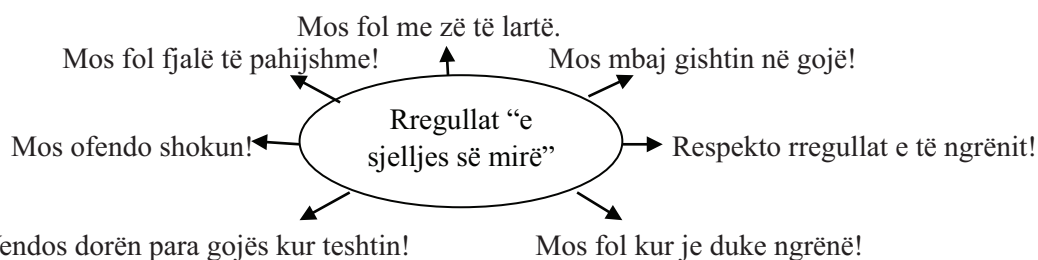 Mos fol me zë të lartë.
Mos fol fjalë të pahijshme!
Mos mbaj gishtin në gojë!
Rregullat “e
sjelljes së mirë”
Mos ofendo shokun!
Respekto rregullat e të ngrënit!
dorën para gojës kur teshtin!
Mos fol kur je duke ngrënë!